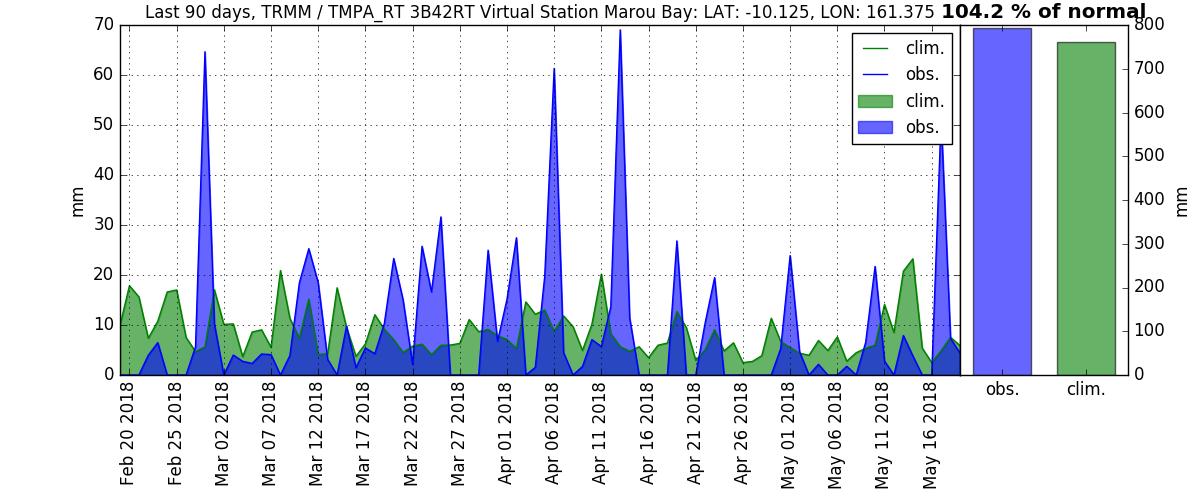 Last 90 days, TRMM / TMPA_RT 3B42RT Virtual Station Marou Bay: LAT: -10.125, LON: 161.375 104.2 % of normal
70
60
50
40
30
20
10
0
mm
clim.
obs.
clim.
obs.
800
700
600
500
400
300
200
100
0
mm
obs.
clim.
Feb 20 2018
Feb 25 2018
Mar 02 2018
Mar 07 2018
Mar 12 2018
Mar 17 2018
Mar 22 2018
Mar 27 2018
Apr 01 2018
Apr 06 2018
Apr 11 2018
Apr 16 2018
Apr 21 2018
Apr 26 2018
May 01 2018
May 06 2018
May 11 2018
May 16 2018